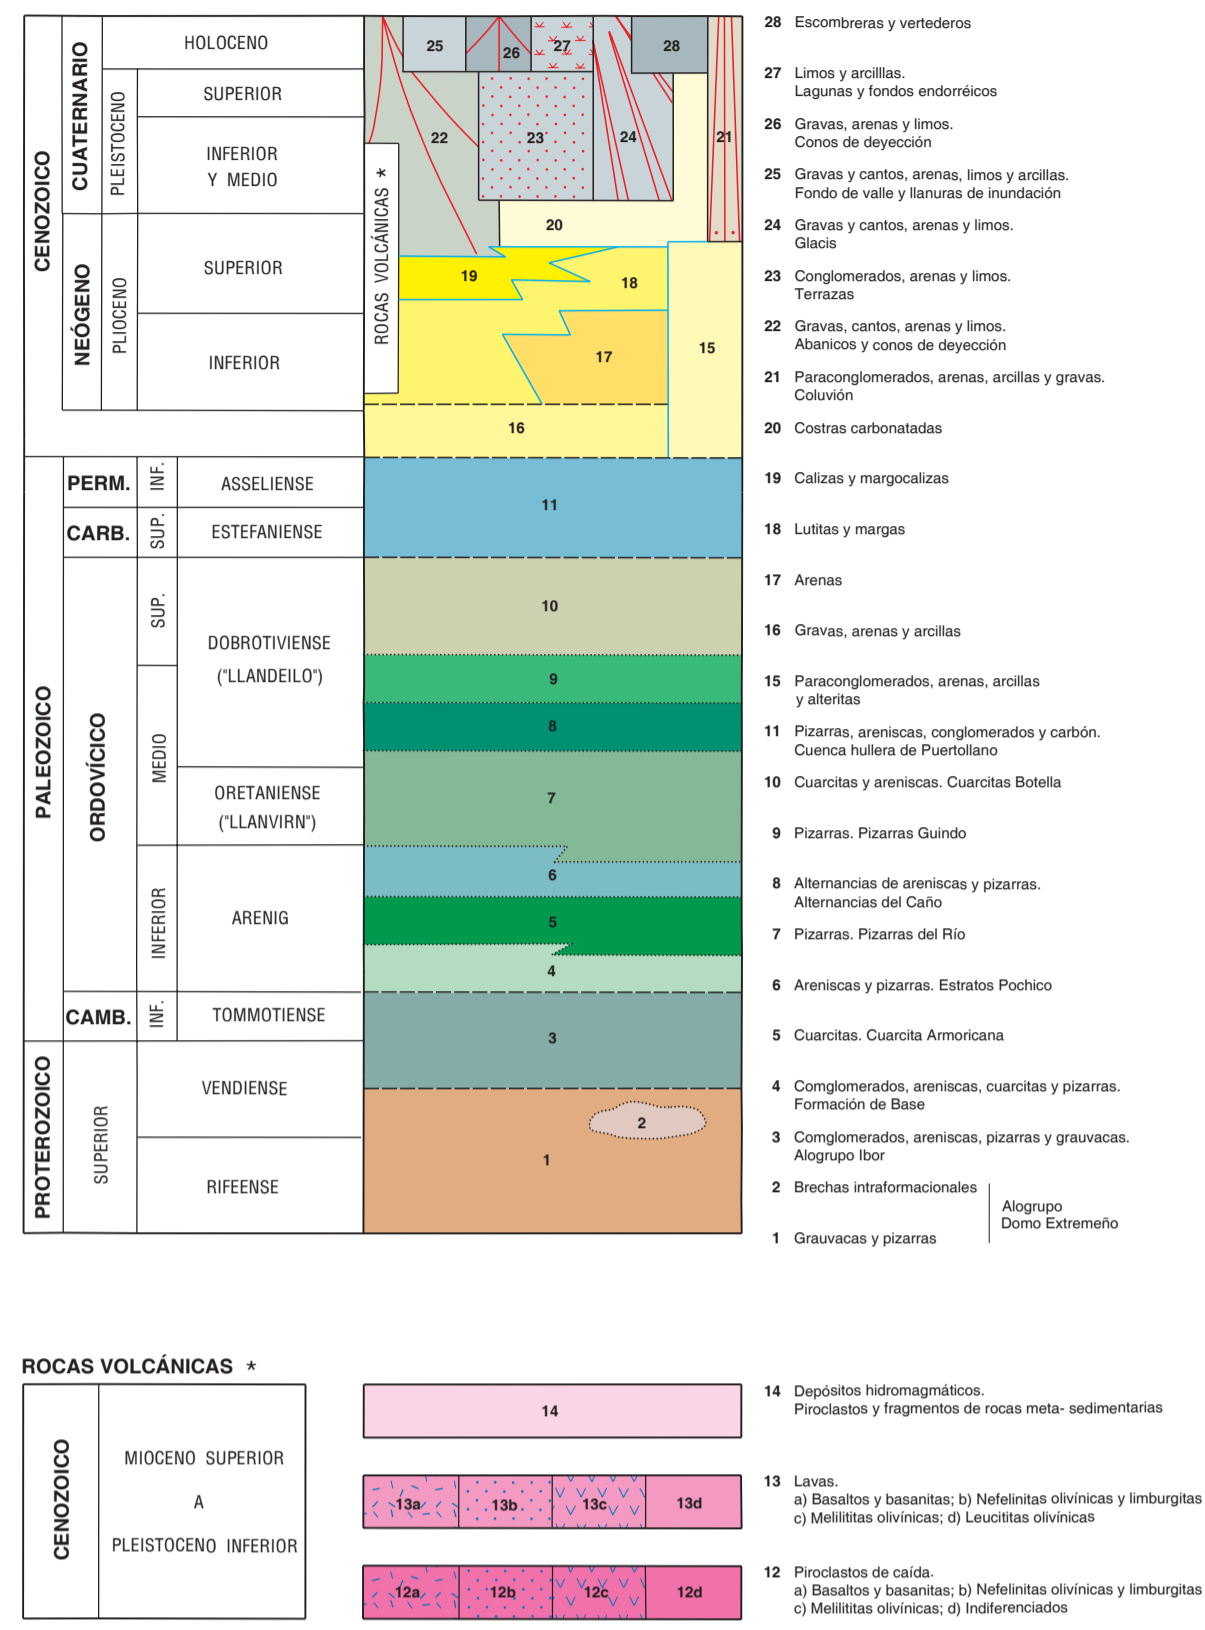 CENOZOICO
CUATERNARIO
NEÓGENO
PLEISTOCENO
PLIOCENO
HOLOCENO
SUPERIOR
INFERIOR
Y MEDIO
SUPERIOR
INFERIOR
PALEOZOICO
PERM.
INF.
ASSELIENSE
CARB.
SUP.
ESTEFANIENSE
ORDOVÍCICO
SUP.
MEDIO
INFERIOR
DOBROTIVIENSE
("LLANDEILO")
ORETANIENSE
("LLANVIRN")
ARENIG
CAMB.
INF.
TOMMOTIENSE
PROTEROZOICO
SUPERIOR
VENDIENSE
RIFEENSE
ROCAS VOLCÁNICAS *
25
26
27
28
22
23
24
21
20
19
18
17
15
16
11
10
9
8
7
6
5
4
3
2
1
28 Escombreras y vertederos
27 Limos y arcilllas.
Lagunas y fondos endorréicos
26 Gravas, arenas y limos.
Conos de deyección
25 Gravas y cantos, arenas, limos y arcillas.
Fondo de valle y llanuras de inundación
24 Gravas y cantos, arenas y limos.
Glacis
23 Conglomerados, arenas y limos.
Terrazas
22 Gravas, cantos, arenas y limos.
Abanicos y conos de deyección
21 Paraconglomerados, arenas, arcillas y gravas.
Coluvión
20 Costras carbonatadas
19 Calizas y margocalizas
18 Lutitas y margas
17 Arenas
16 Gravas, arenas y arcillas
15 Paraconglomerados, arenas, arcillas
y alteritas
11 Pizarras, areniscas, conglomerados y carbón.
Cuenca hullera de Puertollano
10 Cuarcitas y areniscas. Cuarcitas Botella
9 Pizarras. Pizarras Guindo
8 Alternancias de areniscas y pizarras.
Alternancias del Caño
7 Pizarras. Pizarras del Río
6 Areniscas y pizarras. Estratos Pochico
5 Cuarcitas. Cuarcita Armoricana
4 Comglomerados, areniscas, cuarcitas y pizarras.
Formación de Base
3 Comglomerados, areniscas, pizarras y grauvacas.
Alogrupo Ibor
2 Brechas intraformacionales
Alogrupo
Domo Extremeño
1 Grauvacas y pizarras
ROCAS VOLCÁNICAS *
CENOZOICO
MIOCENO SUPERIOR
A
PLEISTOCENO INFERIOR
14
13a
13b
13c
13d
12a
12b
12c
12d
14 Depósitos hidromagmáticos.
Piroclastos y fragmentos de rocas meta- sedimentarias
13 Lavas.
a) Basaltos y basanitas; b) Nefelinitas olivínicas y limburgitas
c) Melilititas olivínicas; d) Leucititas olivínicas
12 Piroclastos de caída.
a) Basaltos y basanitas; b) Nefelinitas olivínicas y limburgitas
c) Melilititas olivínicas; d) Indiferenciados